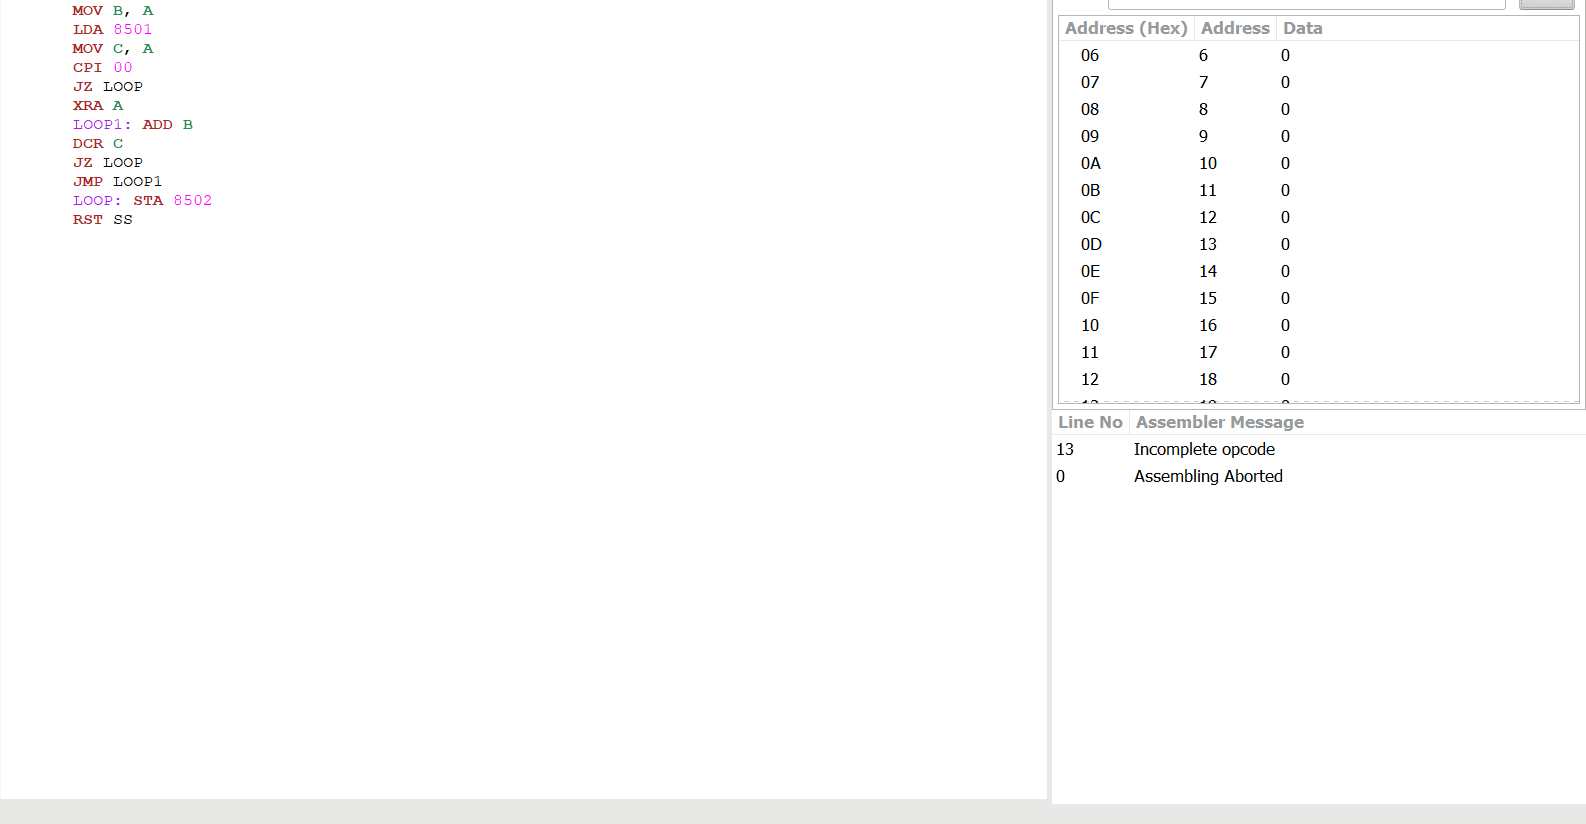 MOV B, A
LDA 8501
MOV C, A
CPI 00
JZ LOOP
XRA A
LOOP1: ADD B
DCR C
JZ LOOP
JMP LOOP1
LOOP: STA 8502
RST SS
Address (Hex) Address Data
06 6 0
07 7 0
08 8 0
09 9 0
0A 10 0
0B 11 0
0C 12 0
0D 13 0
0E 14 0
0F 15 0
10 16 0
11 17 0
12 18 0
Line No Assembler Message
13 Incomplete opcode
0 Assembling Aborted